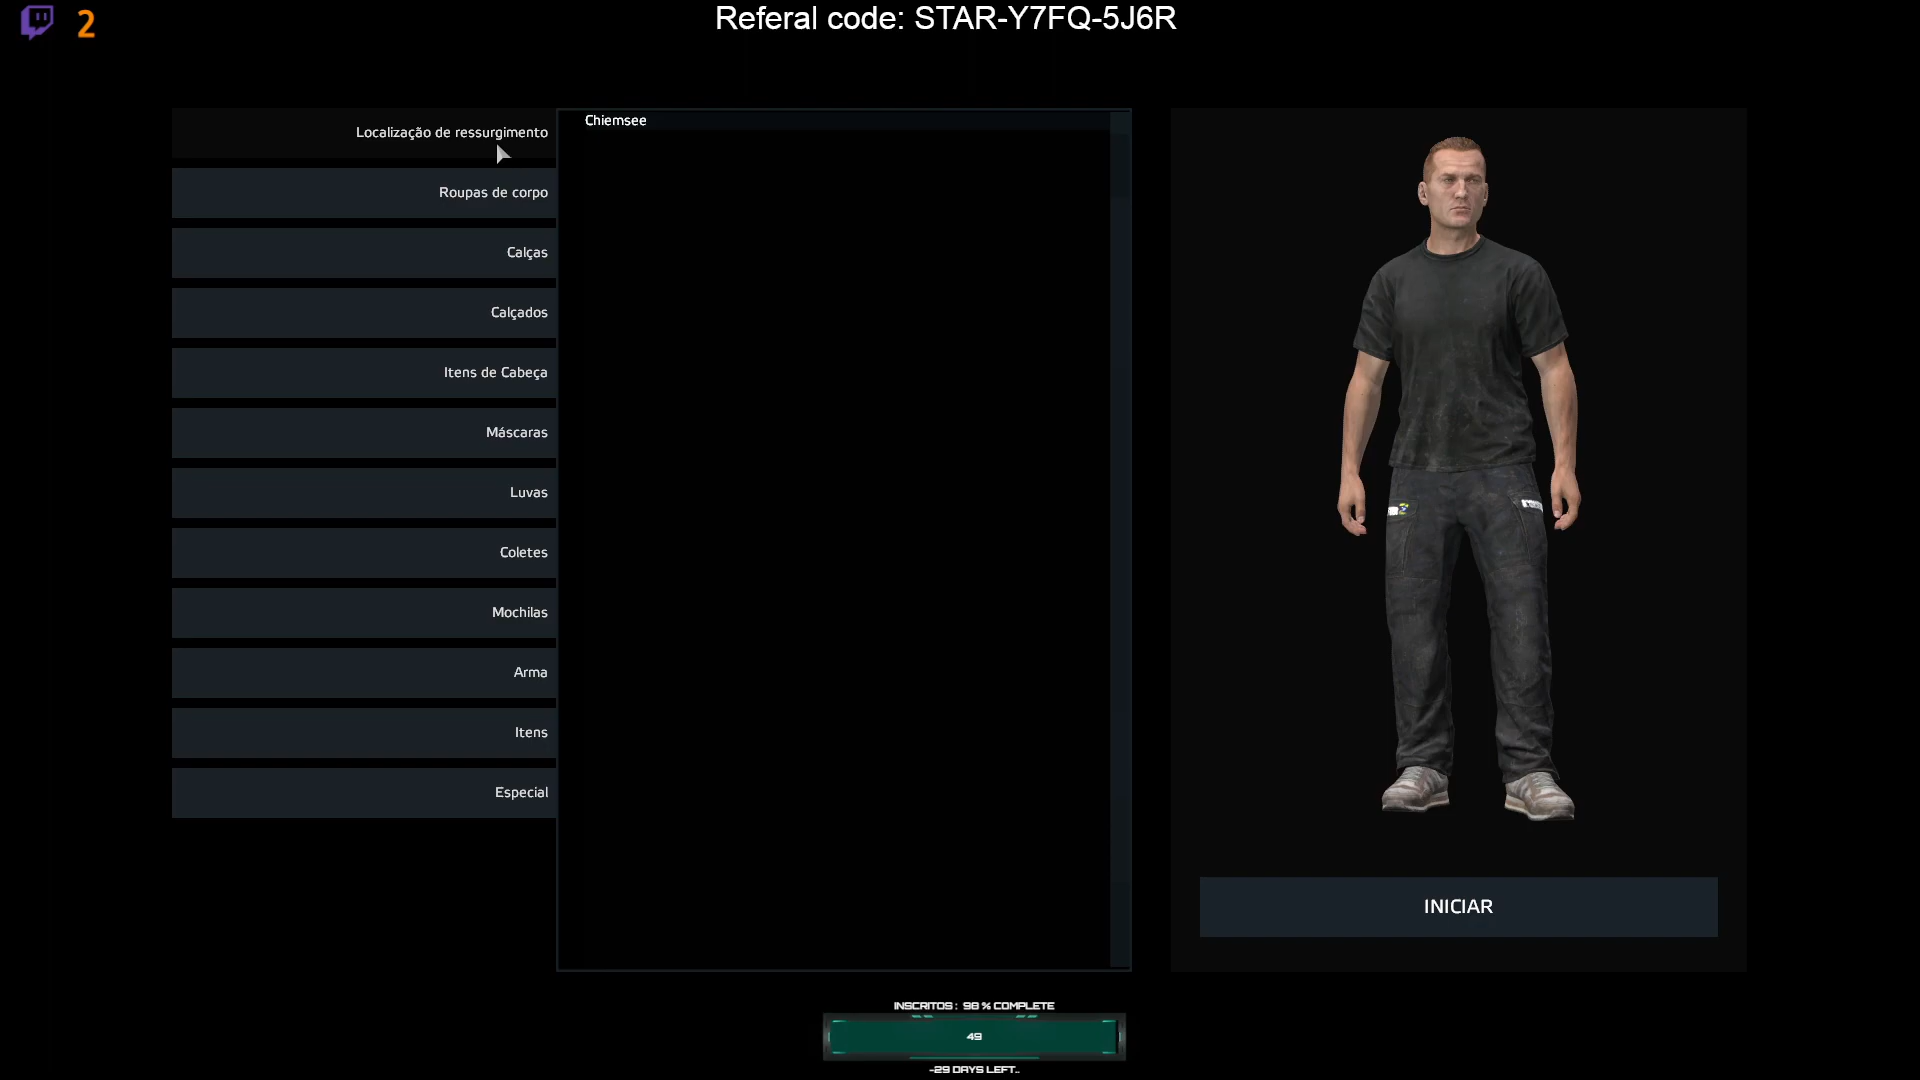 2
Referal code: STAR-Y7FQ-5J6R
Localização de ressurgimento
Chiemsee
Roupas de corpo
Calças
Calçados
Itens de Cabeça
Máscaras
Luvas
Coletes
Mochilas
Arma
Itens
Especial
INICIAR
INSCRITOS : 98 % COMPLETE
49
-29 DAYS LEFT..